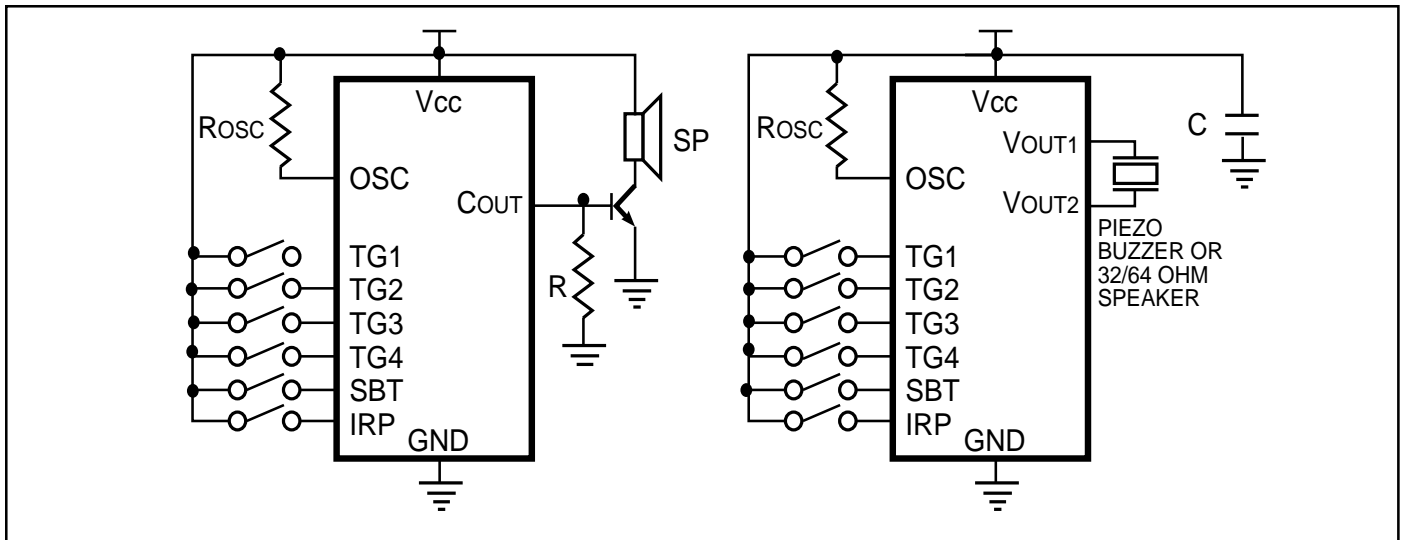 Vcc
ROSC
OSC
COUT
SP
R
TG1
TG2
TG3
TG4
SBT
IRP
GND
Vcc
ROSC
OSC
VOUT1
VOUT2
C
PIEZO
BUZZER OR
32/64 OHM
SPEAKER
TG1
TG2
TG3
TG4
SBT
IRP
GND